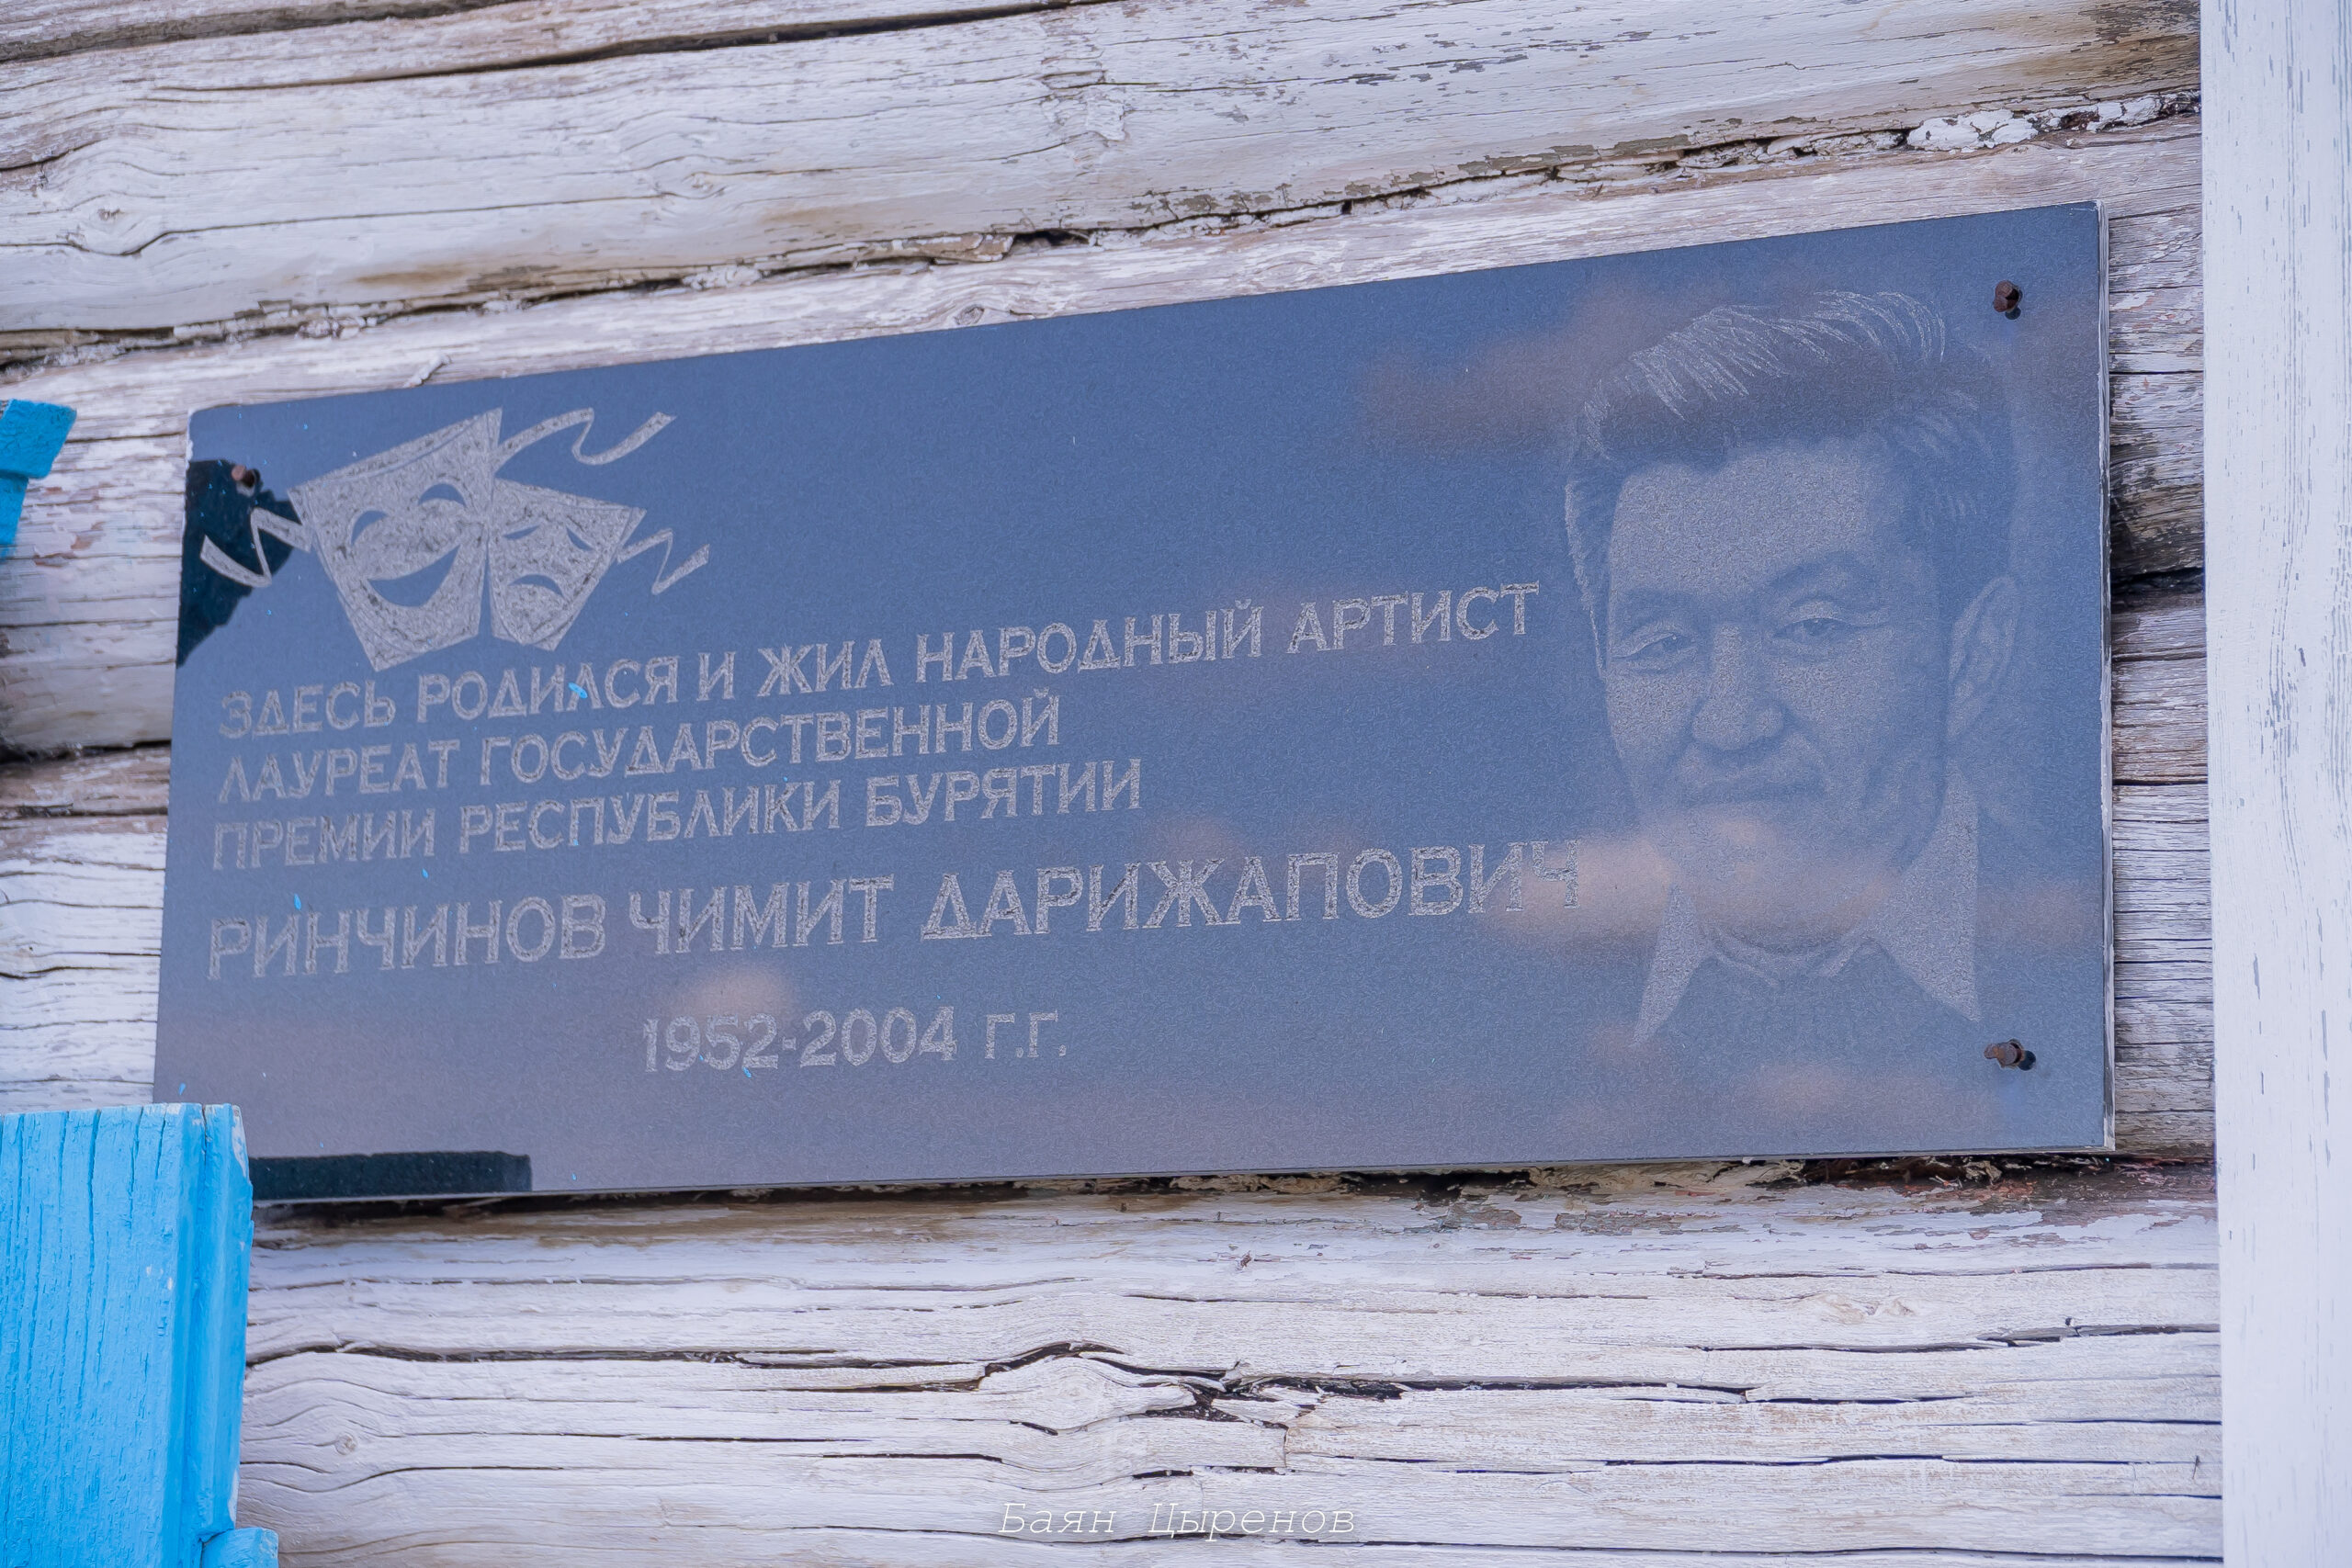 ЗДЕСЬ РОДИЛСЯ И ЖИЛ НАРОДНЫЙ АРТИСТ
ЛАУРЕАТ ГОСУДАРСТВЕННОЙ
ПРЕМИИ РЕСПУБЛИКИ БУРЯТИИ
РИНЧИНОВ ЧИМИТ ДАРИЖАПОВИЧ
1952-2004 Г.Г.
Баян Цыренов